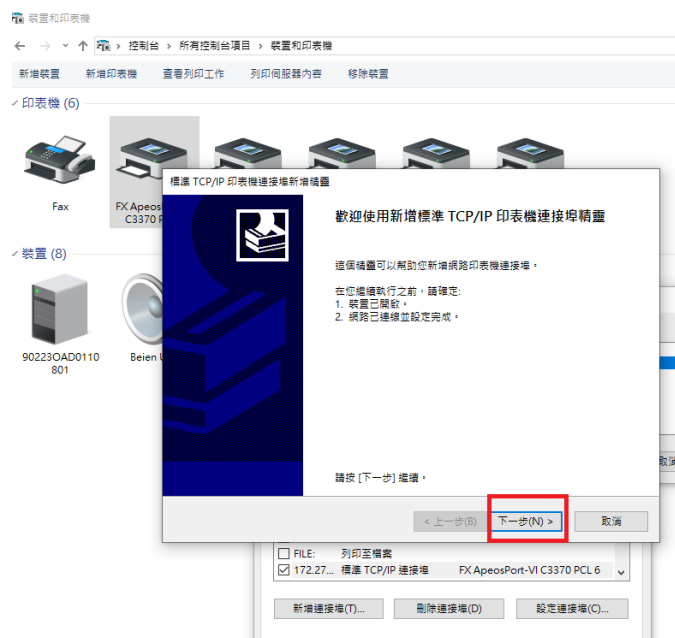 裝置和印表機
控制台 > 所有控制台項目 > 裝置和印表機
新增裝置 新增印表機 查看列印工作 列印伺服器內容 移除裝置
印表機 (6)
Fax
FX Apeos
C3370 P
標準 TCP/IP 印表機連接埠新增精靈
歡迎使用新增標準 TCP/IP 印表機連接埠精靈
這個精靈可以幫助您新增網路印表機連接埠。
在您繼續執行之前，請確定:
1. 裝置已開啟。
2. 網路已連線並設定完成。
請按 [下一步] 繼續。
< 上一步(B) 下一步(N) > 取消
裝置 (8)
90223OAD0110
801
Beien U
取消
FILE: 列印至檔案
172.27... 標準 TCP/IP 連接埠 FX ApeosPort-VI C3370 PCL 6
新增連接埠(T)... 刪除連接埠(D) 設定連接埠(C)...